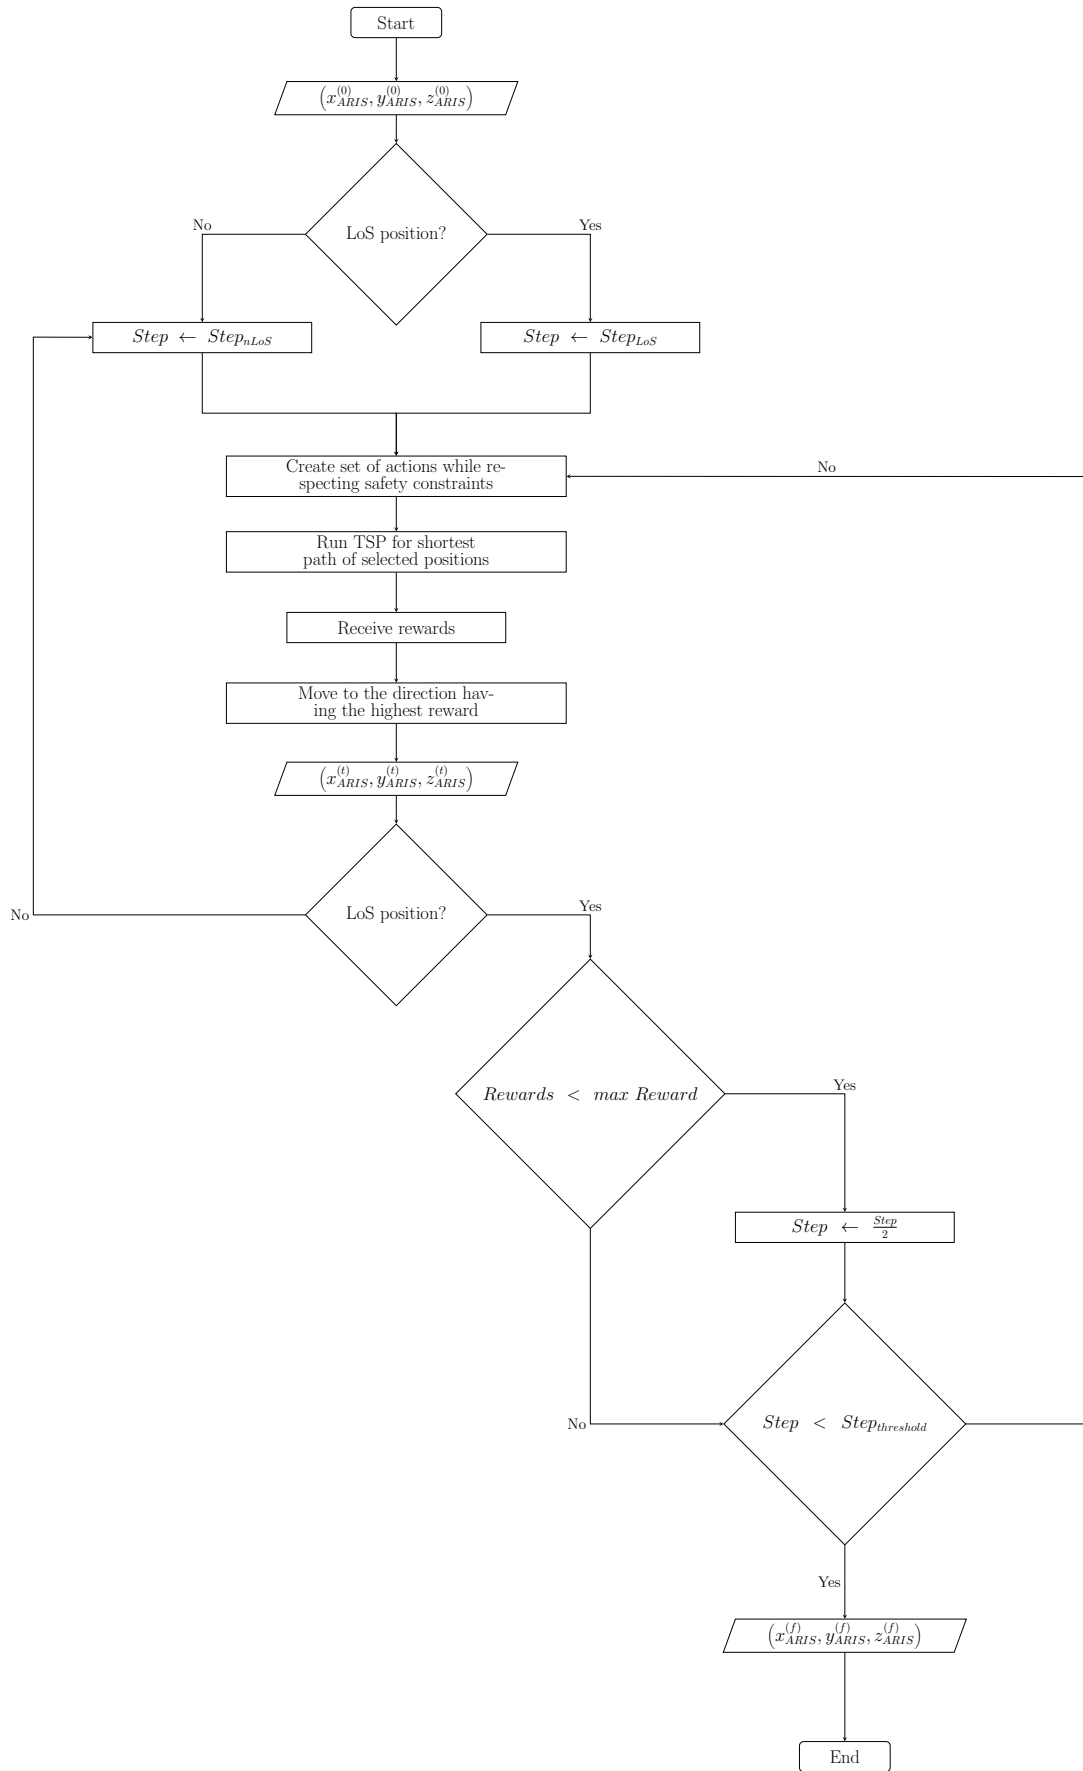 Start
(x_{ARIS}^{(0)}, y_{ARIS}^{(0)}, z_{ARIS}^{(0)})
LoS position?
No
Yes
Step ← Step_{nLoS}
Step ← Step_{LoS}
Create set of actions while re-
specting safety constraints
No
Run TSP for shortest
path of selected positions
Receive rewards
Move to the direction hav-
ing the highest reward
(x_{ARIS}^{(t)}, y_{ARIS}^{(t)}, z_{ARIS}^{(t)})
LoS position?
No
Yes
Rewards < max Reward
Yes
Step ← \frac{Step}{2}
No
Step < Step_{threshold}
Yes
(x_{ARIS}^{(f)}, y_{ARIS}^{(f)}, z_{ARIS}^{(f)})
End